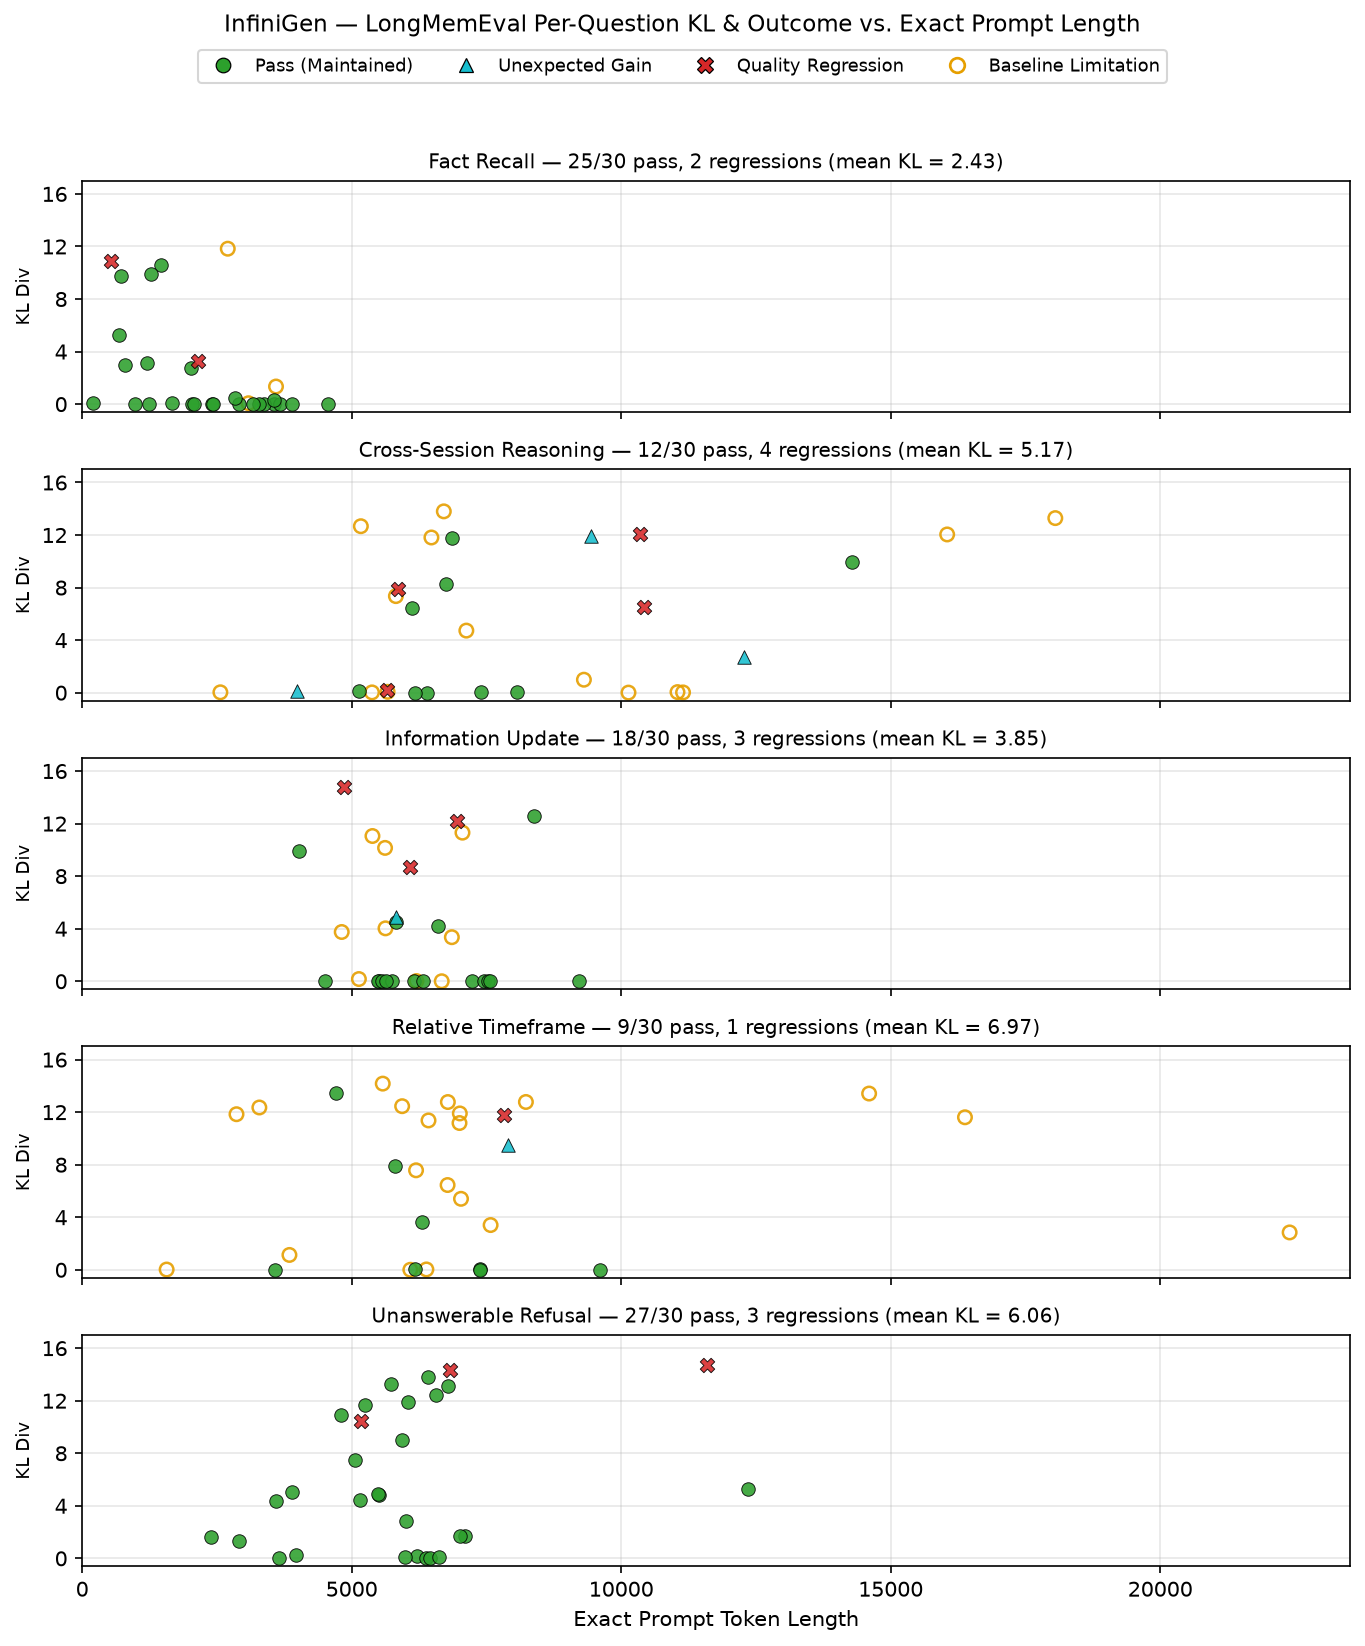 InfiniGen — LongMemEval Per-Question KL & Outcome vs. Exact Prompt Length
Pass (Maintained) Unexpected Gain Quality Regression Baseline Limitation
Fact Recall — 25/30 pass, 2 regressions (mean KL = 2.43)
16
12
8
4
0
KL Div
Cross-Session Reasoning — 12/30 pass, 4 regressions (mean KL = 5.17)
16
12
8
4
0
KL Div
Information Update — 18/30 pass, 3 regressions (mean KL = 3.85)
16
12
8
4
0
KL Div
Relative Timeframe — 9/30 pass, 1 regressions (mean KL = 6.97)
16
12
8
4
0
KL Div
Unanswerable Refusal — 27/30 pass, 3 regressions (mean KL = 6.06)
16
12
8
4
0
KL Div
0 5000 10000 15000 20000
Exact Prompt Token Length